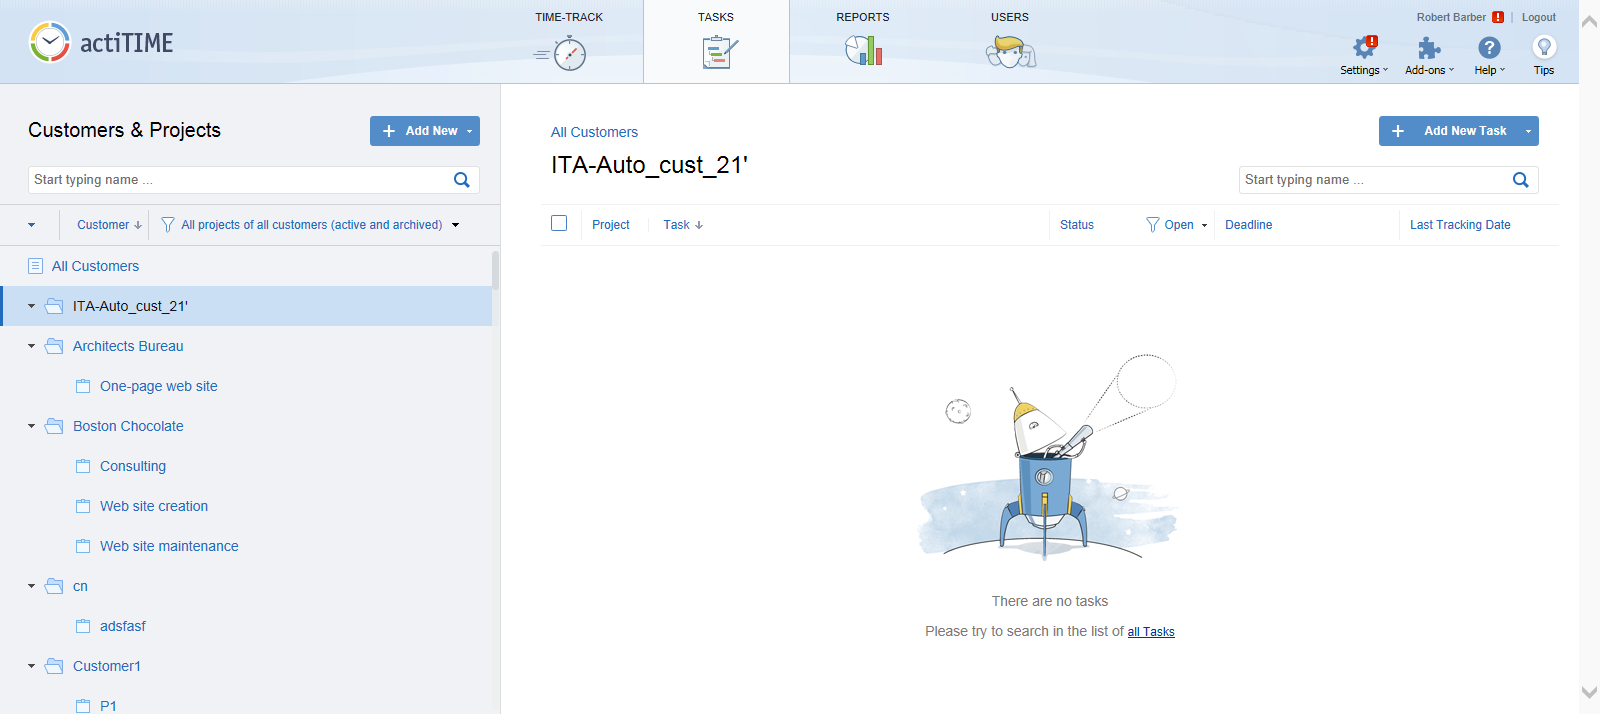 actiTIME
TIME-TRACK
TASKS
REPORTS
USERS
Robert Barber ! | Logout
Settings
Add-ons
Help
Tips
Customers & Projects
+ Add New
Start typing name ...
Customer
All projects of all customers (active and archived)
All Customers
ITA-Auto_cust_21'
Architects Bureau
One-page web site
Boston Chocolate
Consulting
Web site creation
Web site maintenance
cn
adsfasf
Customer1
P1
All Customers
ITA-Auto_cust_21'
+ Add New Task
Start typing name ...
Project
Task
Status
Open
Deadline
Last Tracking Date
There are no tasks
Please try to search in the list of all Tasks